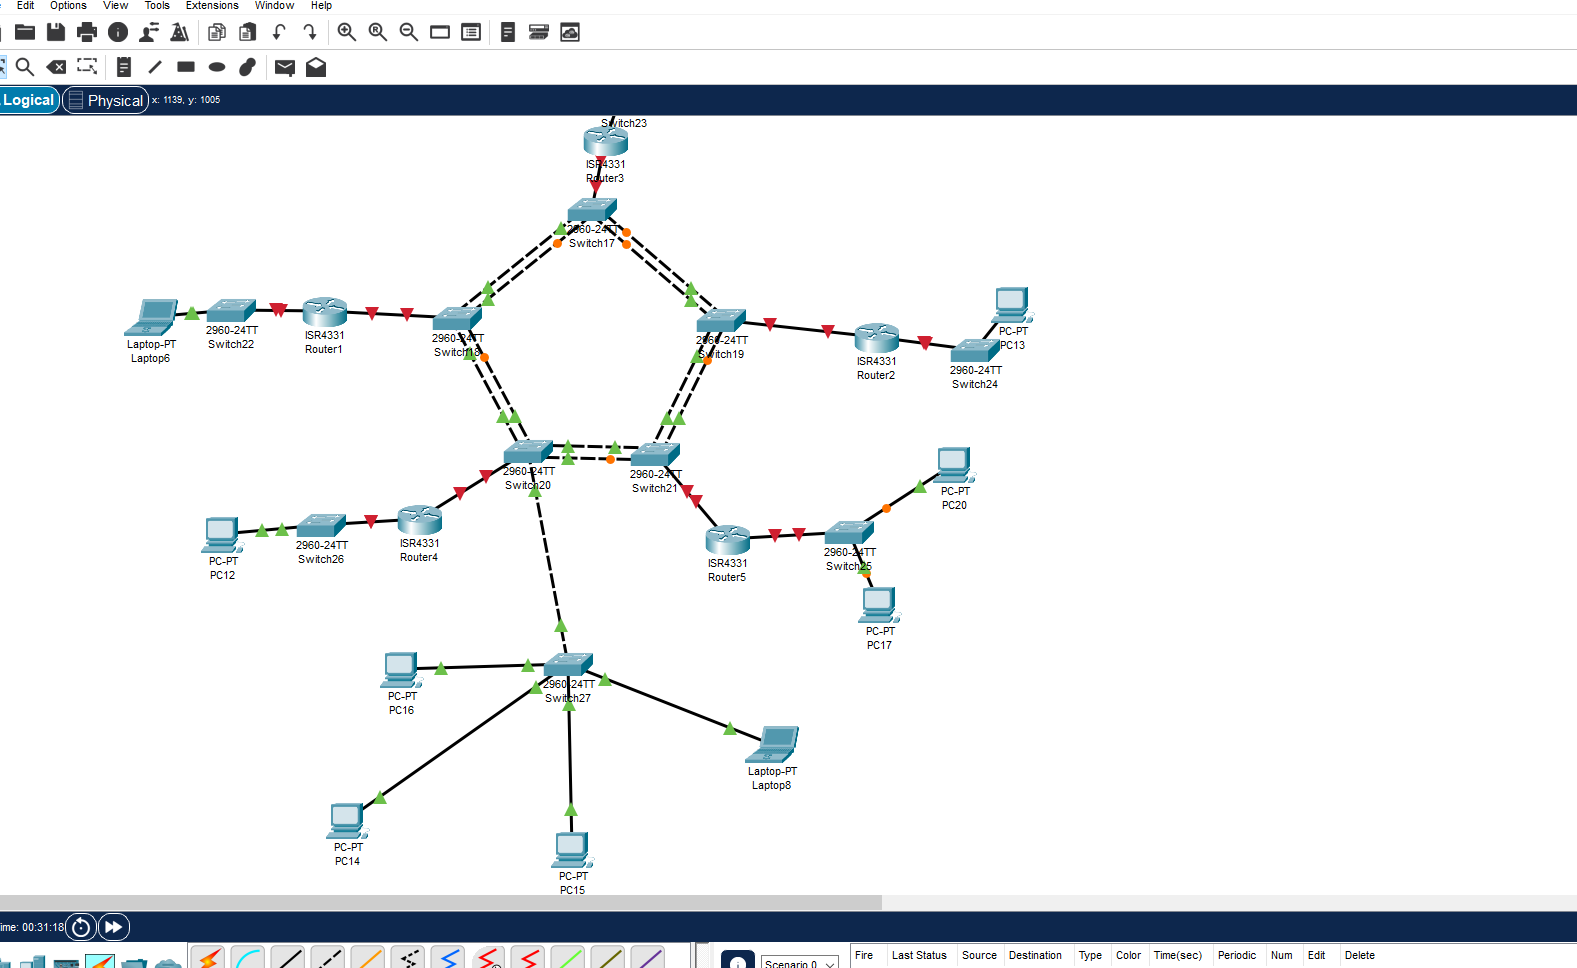 Edit Options View Tools Extensions Window Help
Logical Physical x: 1139, y: 1005
Switch23
ISR4331
Router3
2960-24TT
Switch17
Laptop-PT
Laptop6
2960-24TT
Switch22
ISR4331
Router1
2960-24TT
Switch18
2960-24TT
Switch19
ISR4331
Router2
2960-24TT
Switch24
PC-PT
PC13
2960-24TT
Switch20
2960-24TT
Switch21
PC-PT
PC20
PC-PT
PC12
2960-24TT
Switch26
ISR4331
Router4
ISR4331
Router5
2960-24TT
Switch25
PC-PT
PC17
PC-PT
PC16
2960-24TT
Switch27
Laptop-PT
Laptop8
PC-PT
PC14
PC-PT
PC15
ime: 00:31:18
Scenario 0
Fire Last Status Source Destination Type Color Time(sec) Periodic Num Edit Delete